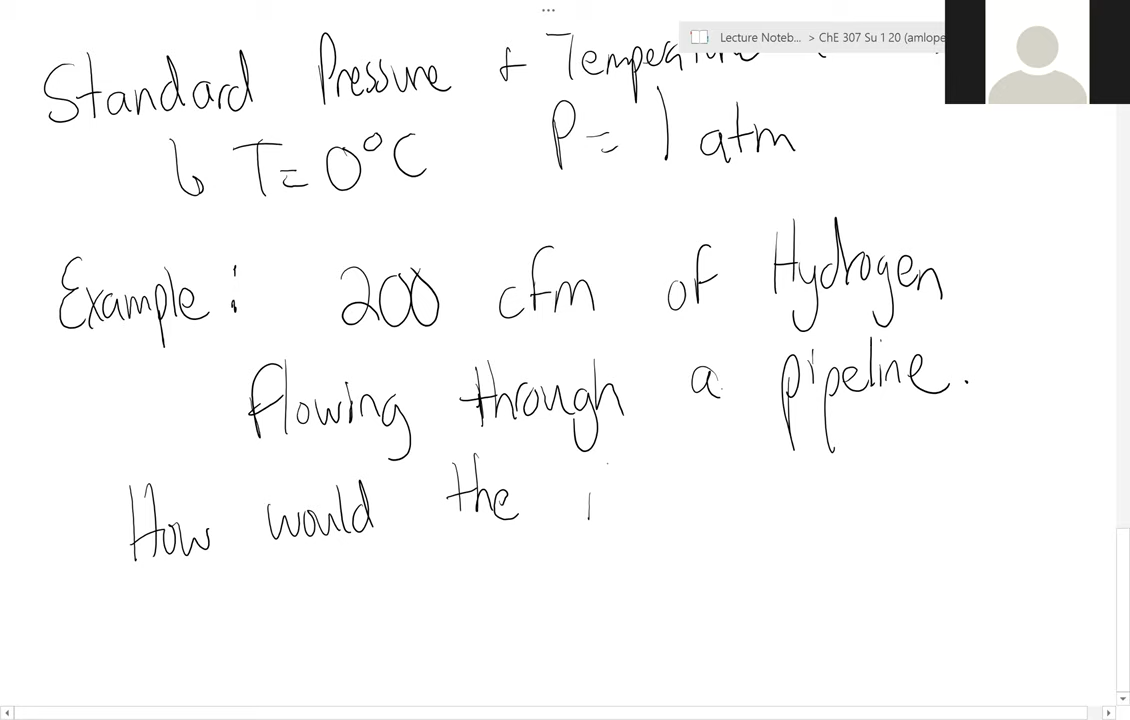 Lecture Noteb... > ChE 307 Su 1 20 (amlope
Standard Pressure + Temperature
↳ T = 0°C P = 1 atm
Example: 200 cfm of Hydrogen
flowing through a pipeline.
How would the